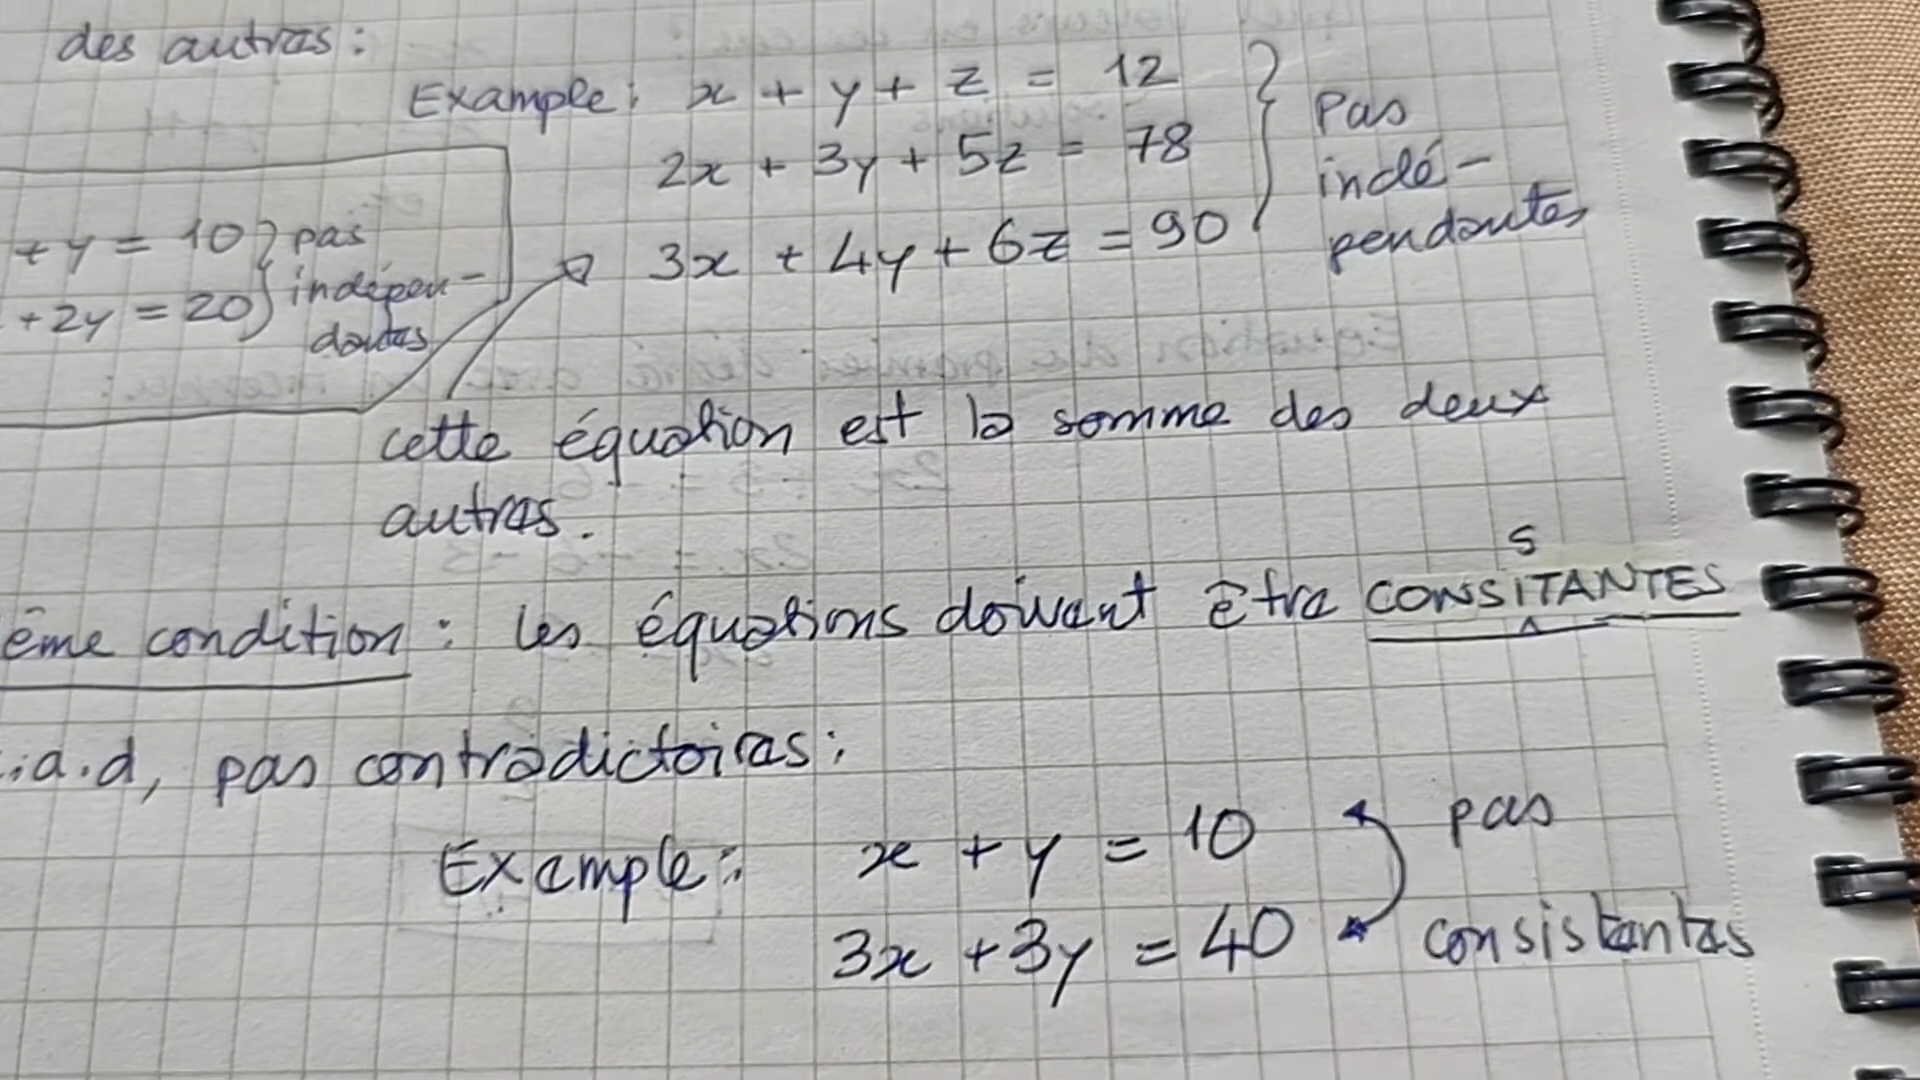 des autres :
Example : x + y + z = 12
2x + 3y + 5z = 78
3x + 4y + 6z = 90
Pas
indé-
pendantes
+ y = 10 } pas
+ 2y = 20 } indépen-
dantes
cette équation est la somme des deux
autres.
ème condition : les équations doivent être CONSISTANTES
.a.d, pas contradictoires :
Example : x + y = 10
3x + 3y = 40
pas
consistantes